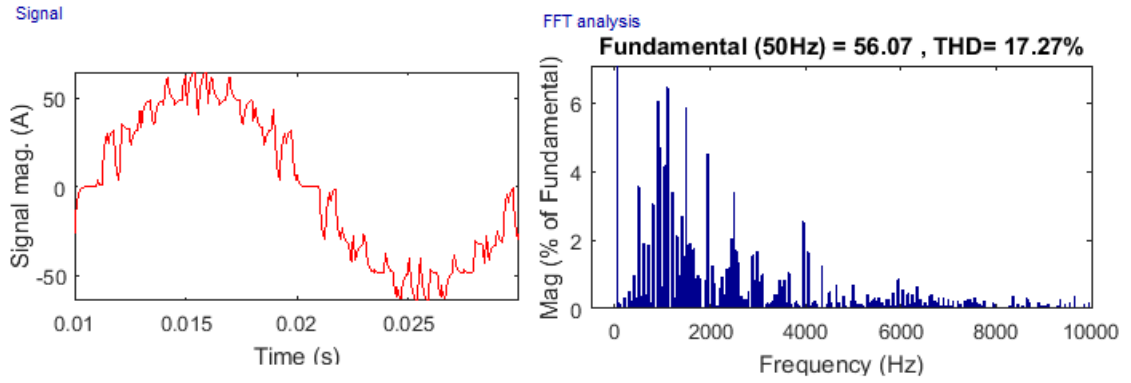 Signal
Signal mag. (A)
50
0
-50
0.01
0.015
0.02
0.025
Time (s)
FFT analysis
Fundamental (50Hz) = 56.07 , THD= 17.27%
Mag (% of Fundamental)
6
4
2
0
0
2000
4000
6000
8000
10000
Frequency (Hz)